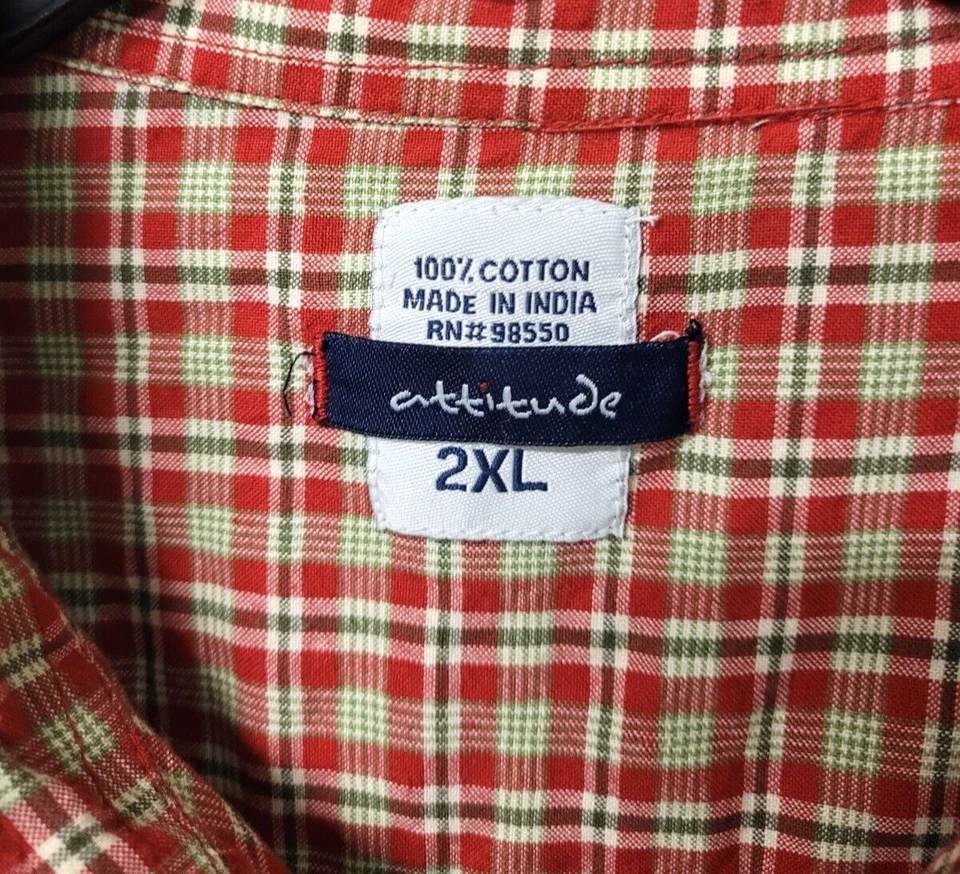 100% COTTON
MADE IN INDIA
RN#98550
attitude
2XL